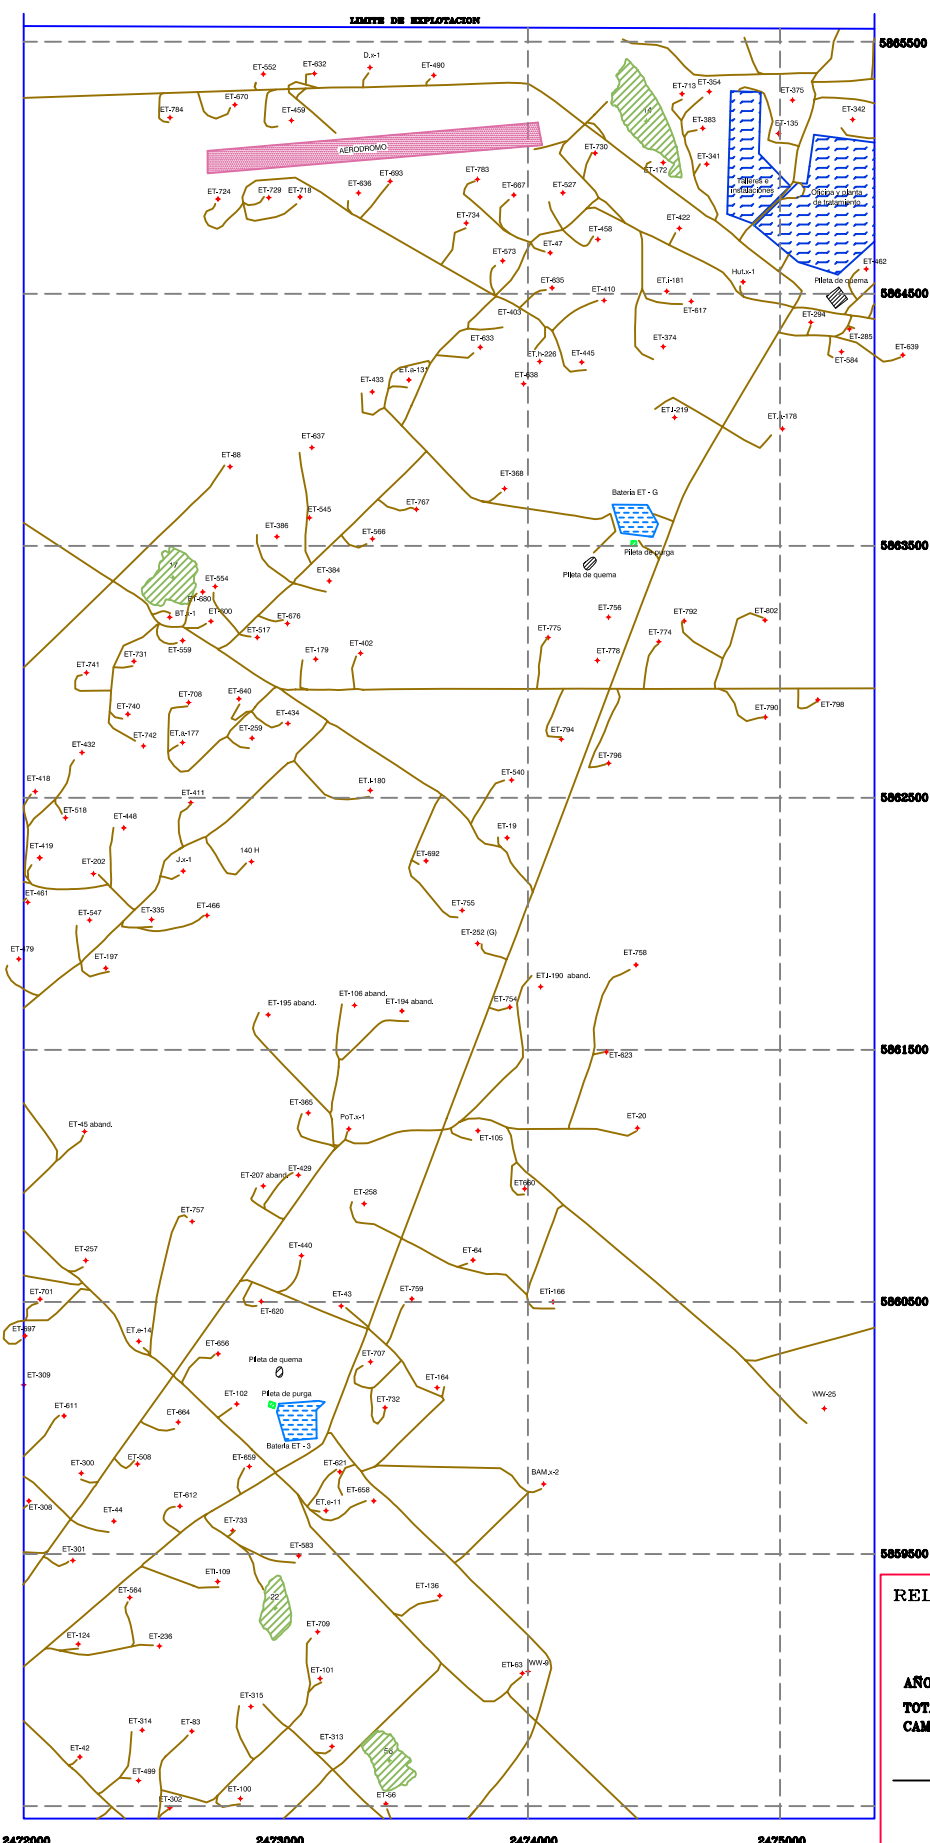 LIMITE DE EXPLOTACION
5865500
D.x-1
ET-552
ET-632
ET-490
ET-713
ET-354
ET-375
ET-670
ET-784
ET-459
ET-342
ET-383
ET-135
14
AERODROMO
ET-730
ET-172
ET-341
ET-693
ET-783
Talleres e
instalaciones
Oficina y planta
de tratamiento
ET-724
ET-729
ET-718
ET-636
ET-667
ET-527
ET-734
ET-422
ET-458
ET-47
ET-573
ET-462
Hut.x-1
ET-635
ET.i-181
Pileta de quema
5864500
ET-410
ET-403
ET-617
ET-294
ET-633
ET-285
ET-374
ET-639
ET.h-226
ET-445
ET-584
ET.a-131
ET-433
ET-638
ET.x-178
ET-637
ET-88
ET-368
Bateria ET - G
ET-767
ET-545
ET-386
ET-566
5863500
Pileta de purga
17
ET-384
Pileta de quema
ET-554
ET-680
ET-600
ET-676
ET-756
ET-792
ET-802
ET-517
ET-775
ET-774
ET-559
ET-402
ET-179
ET-778
ET-731
ET-741
ET-708
ET-640
ET-798
ET-740
ET-434
ET-790
ET-742
ET.a-177
ET-259
ET-794
ET-432
ET-796
ET-418
ET-540
5862500
ET-411
ET-518
ET-448
ET-19
ET-419
ET-202
J.x-1
140 H
ET-692
ET-461
ET-547
ET-335
ET-466
ET-755
ET-252 (G)
ET-479
ET-197
ET-758
ET-106 aband.
ET-195 aband.
ET-194 aband.
ET-754
5861500
ET-623
ET-365
ET-45 aband.
PoT.x-1
ET-20
ET-105
ET-207 aband.
ET-429
ET660
ET-258
ET-757
ET-257
ET-440
ET-64
ET-701
ET-43
ET-759
5860500
ET-620
ET-697
ET.e-14
ET-656
ET-707
Pileta de quema
ET-309
ET-164
Pileta de purga
WW-25
ET-102
ET-611
ET-664
ET-732
Bateria ET - 3
ET-300
ET-508
ET-659
ET-621
BAM.x-2
ET-308
ET-612
ET.e-11
ET-658
ET-44
ET-733
ET-301
ET-583
5859500
ET-564
22
ET-136
ET-124
ET-236
ET-709
REL
WW-9
ET-101
AÑO
TOT
CAM
ET-315
ET-314
ET-83
ET-42
ET-313
56
ET-499
ET-302
ET-100
ET-56
2472000
2473000
2474000
2475000